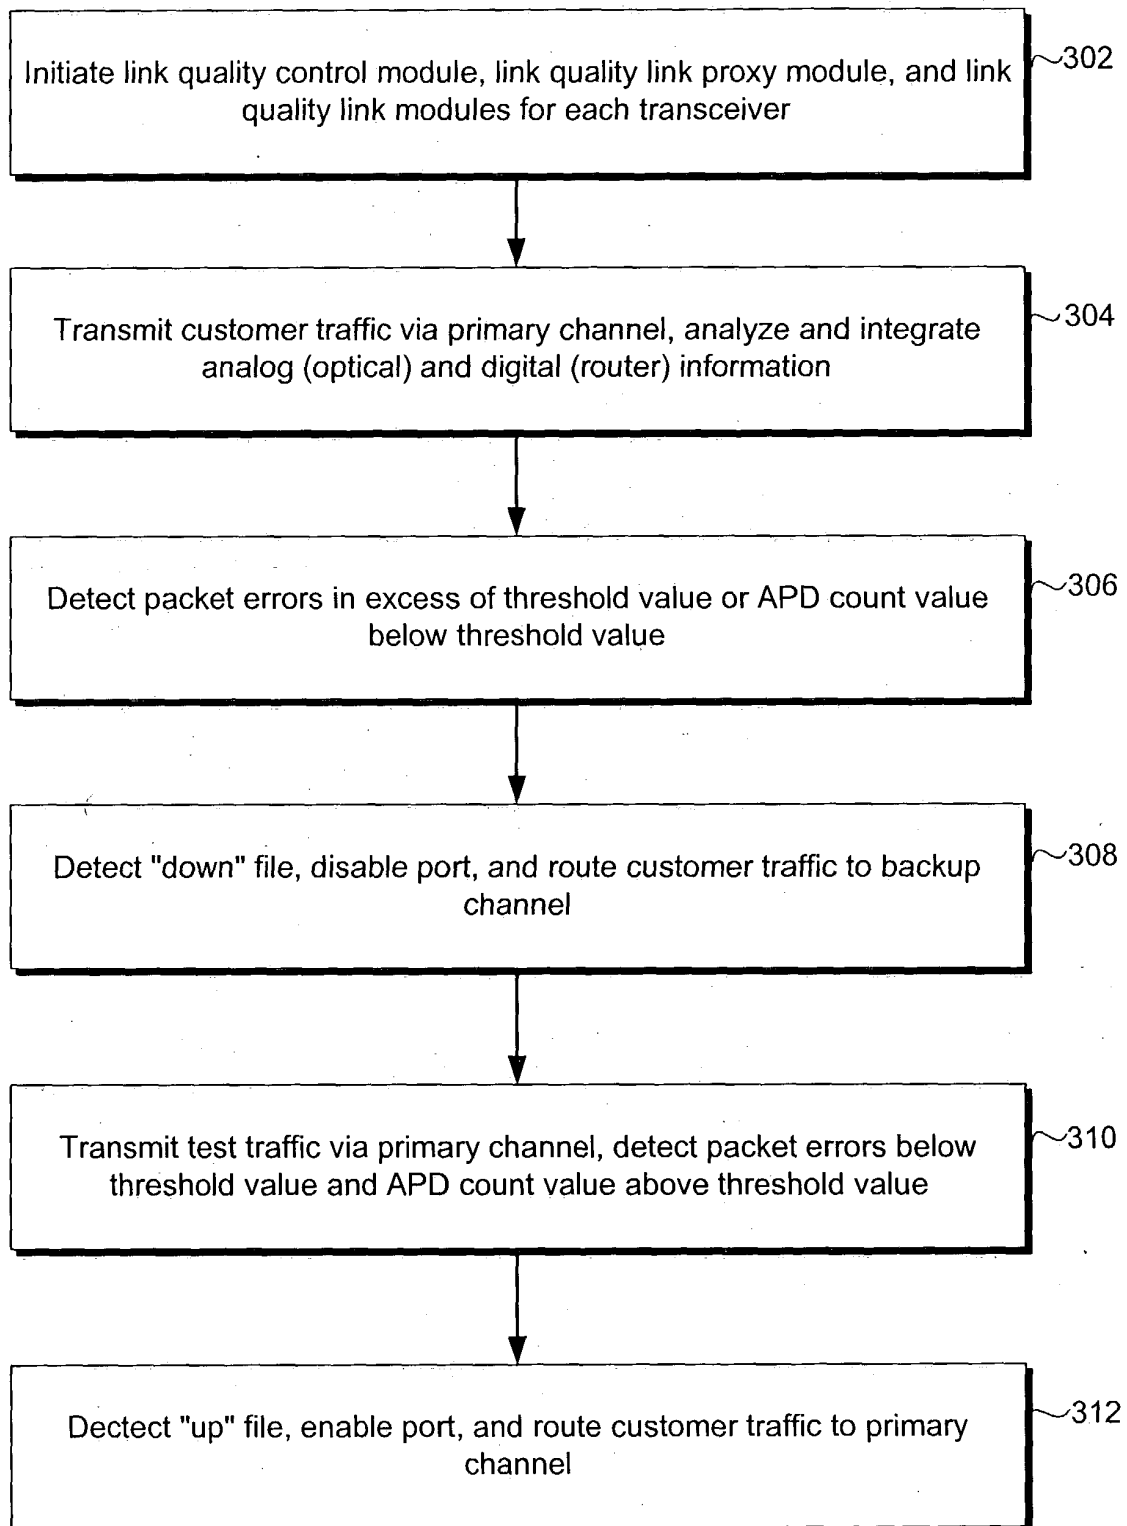 Initiate link quality control module, link quality link proxy module, and link
quality link modules for each transceiver
302
Transmit customer traffic via primary channel, analyze and integrate
analog (optical) and digital (router) information
304
Detect packet errors in excess of threshold value or APD count value
below threshold value
306
Detect "down" file, disable port, and route customer traffic to backup
channel
308
Transmit test traffic via primary channel, detect packet errors below
threshold value and APD count value above threshold value
310
Dectect "up" file, enable port, and route customer traffic to primary
channel
312